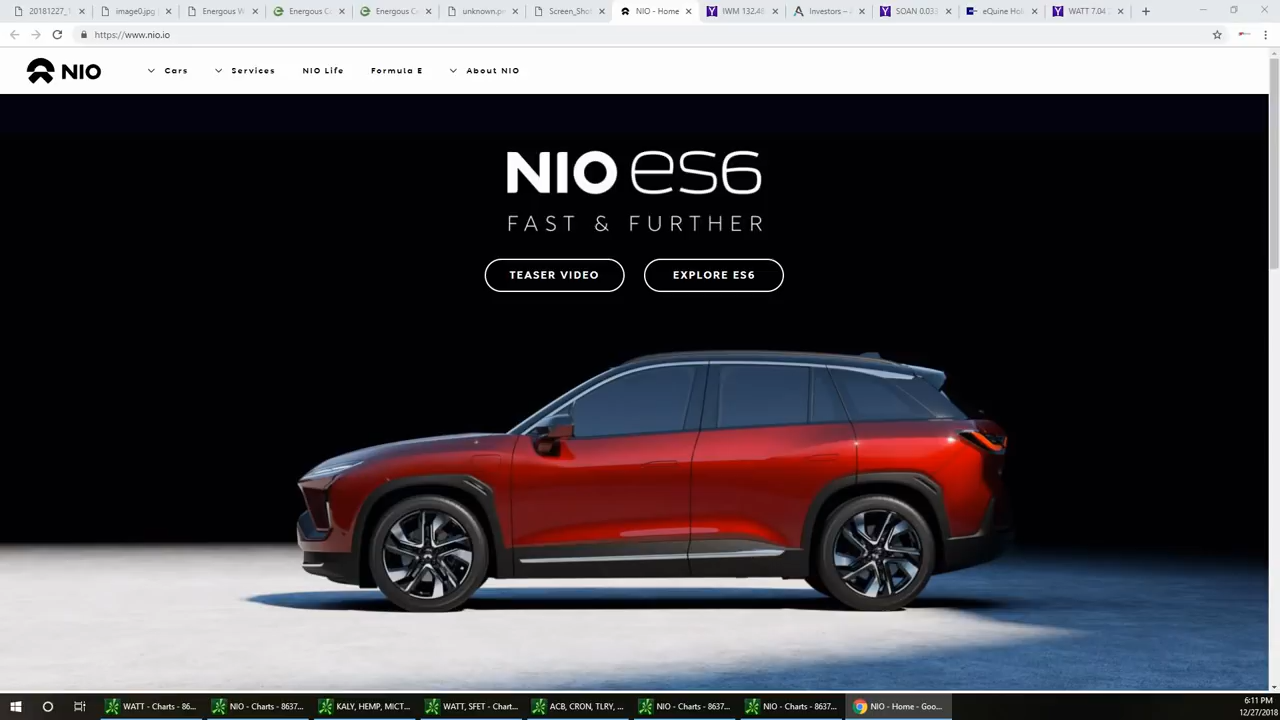 20181227_1
image0.jpg
Energous W
Energous C
Energous C
unknown.p
Screen_Sho
NIO - Home
IWM 132.4
Investors –
SOAN 0.03
eQuine Hol
WATT 7.04
https://www.nio.io
NIO
Cars
Services
NIO Life
Formula E
About NIO
NIO es6
FAST & FURTHER
TEASER VIDEO
EXPLORE ES6
WATT - Charts - 86...
NIO - Charts - 8637...
KALY, HEMP, MICT...
WATT, SFET - Chart...
ACB, CRON, TLRY, ...
NIO - Charts - 8637...
NIO - Charts - 8637...
NIO - Home - Goo...
6:11 PM
12/27/2018